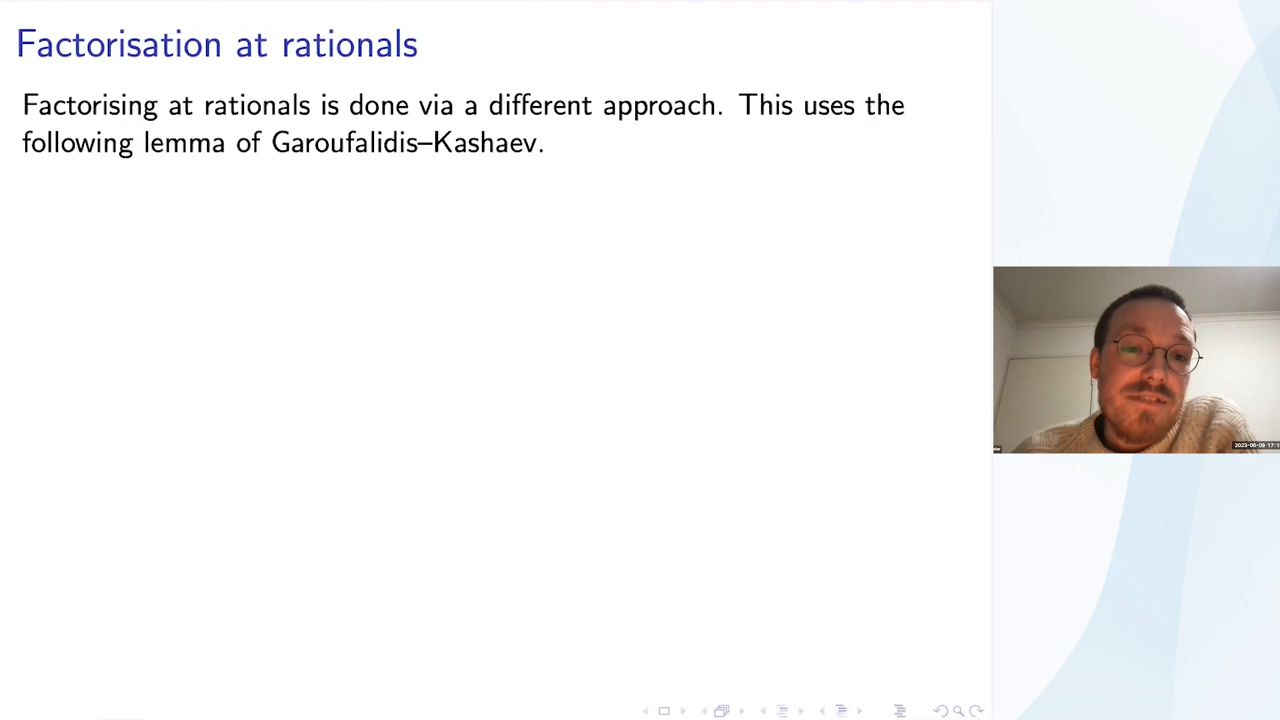 Factorisation at rationals
Factorising at rationals is done via a different approach. This uses the
following lemma of Garoufalidis–Kashaev.